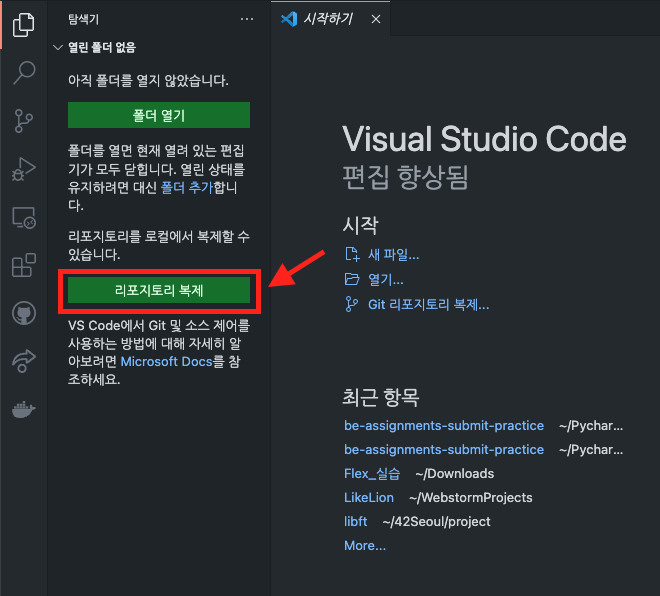 탐색기
시작하기
열린 폴더 없음
아직 폴더를 열지 않았습니다.
폴더 열기
폴더를 열면 현재 열려 있는 편집
기가 모두 닫힙니다. 열린 상태를
유지하려면 대신 폴더 추가합니
다.
리포지토리를 로컬에서 복제할 수
있습니다.
리포지토리 복제
VS Code에서 Git 및 소스 제어를
사용하는 방법에 대해 자세히 알
아보려면 Microsoft Docs를 참
조하세요.
Visual Studio Code
편집 향상됨
시작
새 파일...
열기...
Git 리포지토리 복제...
최근 항목
be-assignments-submit-practice ~/Pychar...
be-assignments-submit-practice ~/Pychar...
Flex_실습 ~/Downloads
LikeLion ~/WebstormProjects
libft ~/42Seoul/project
More...